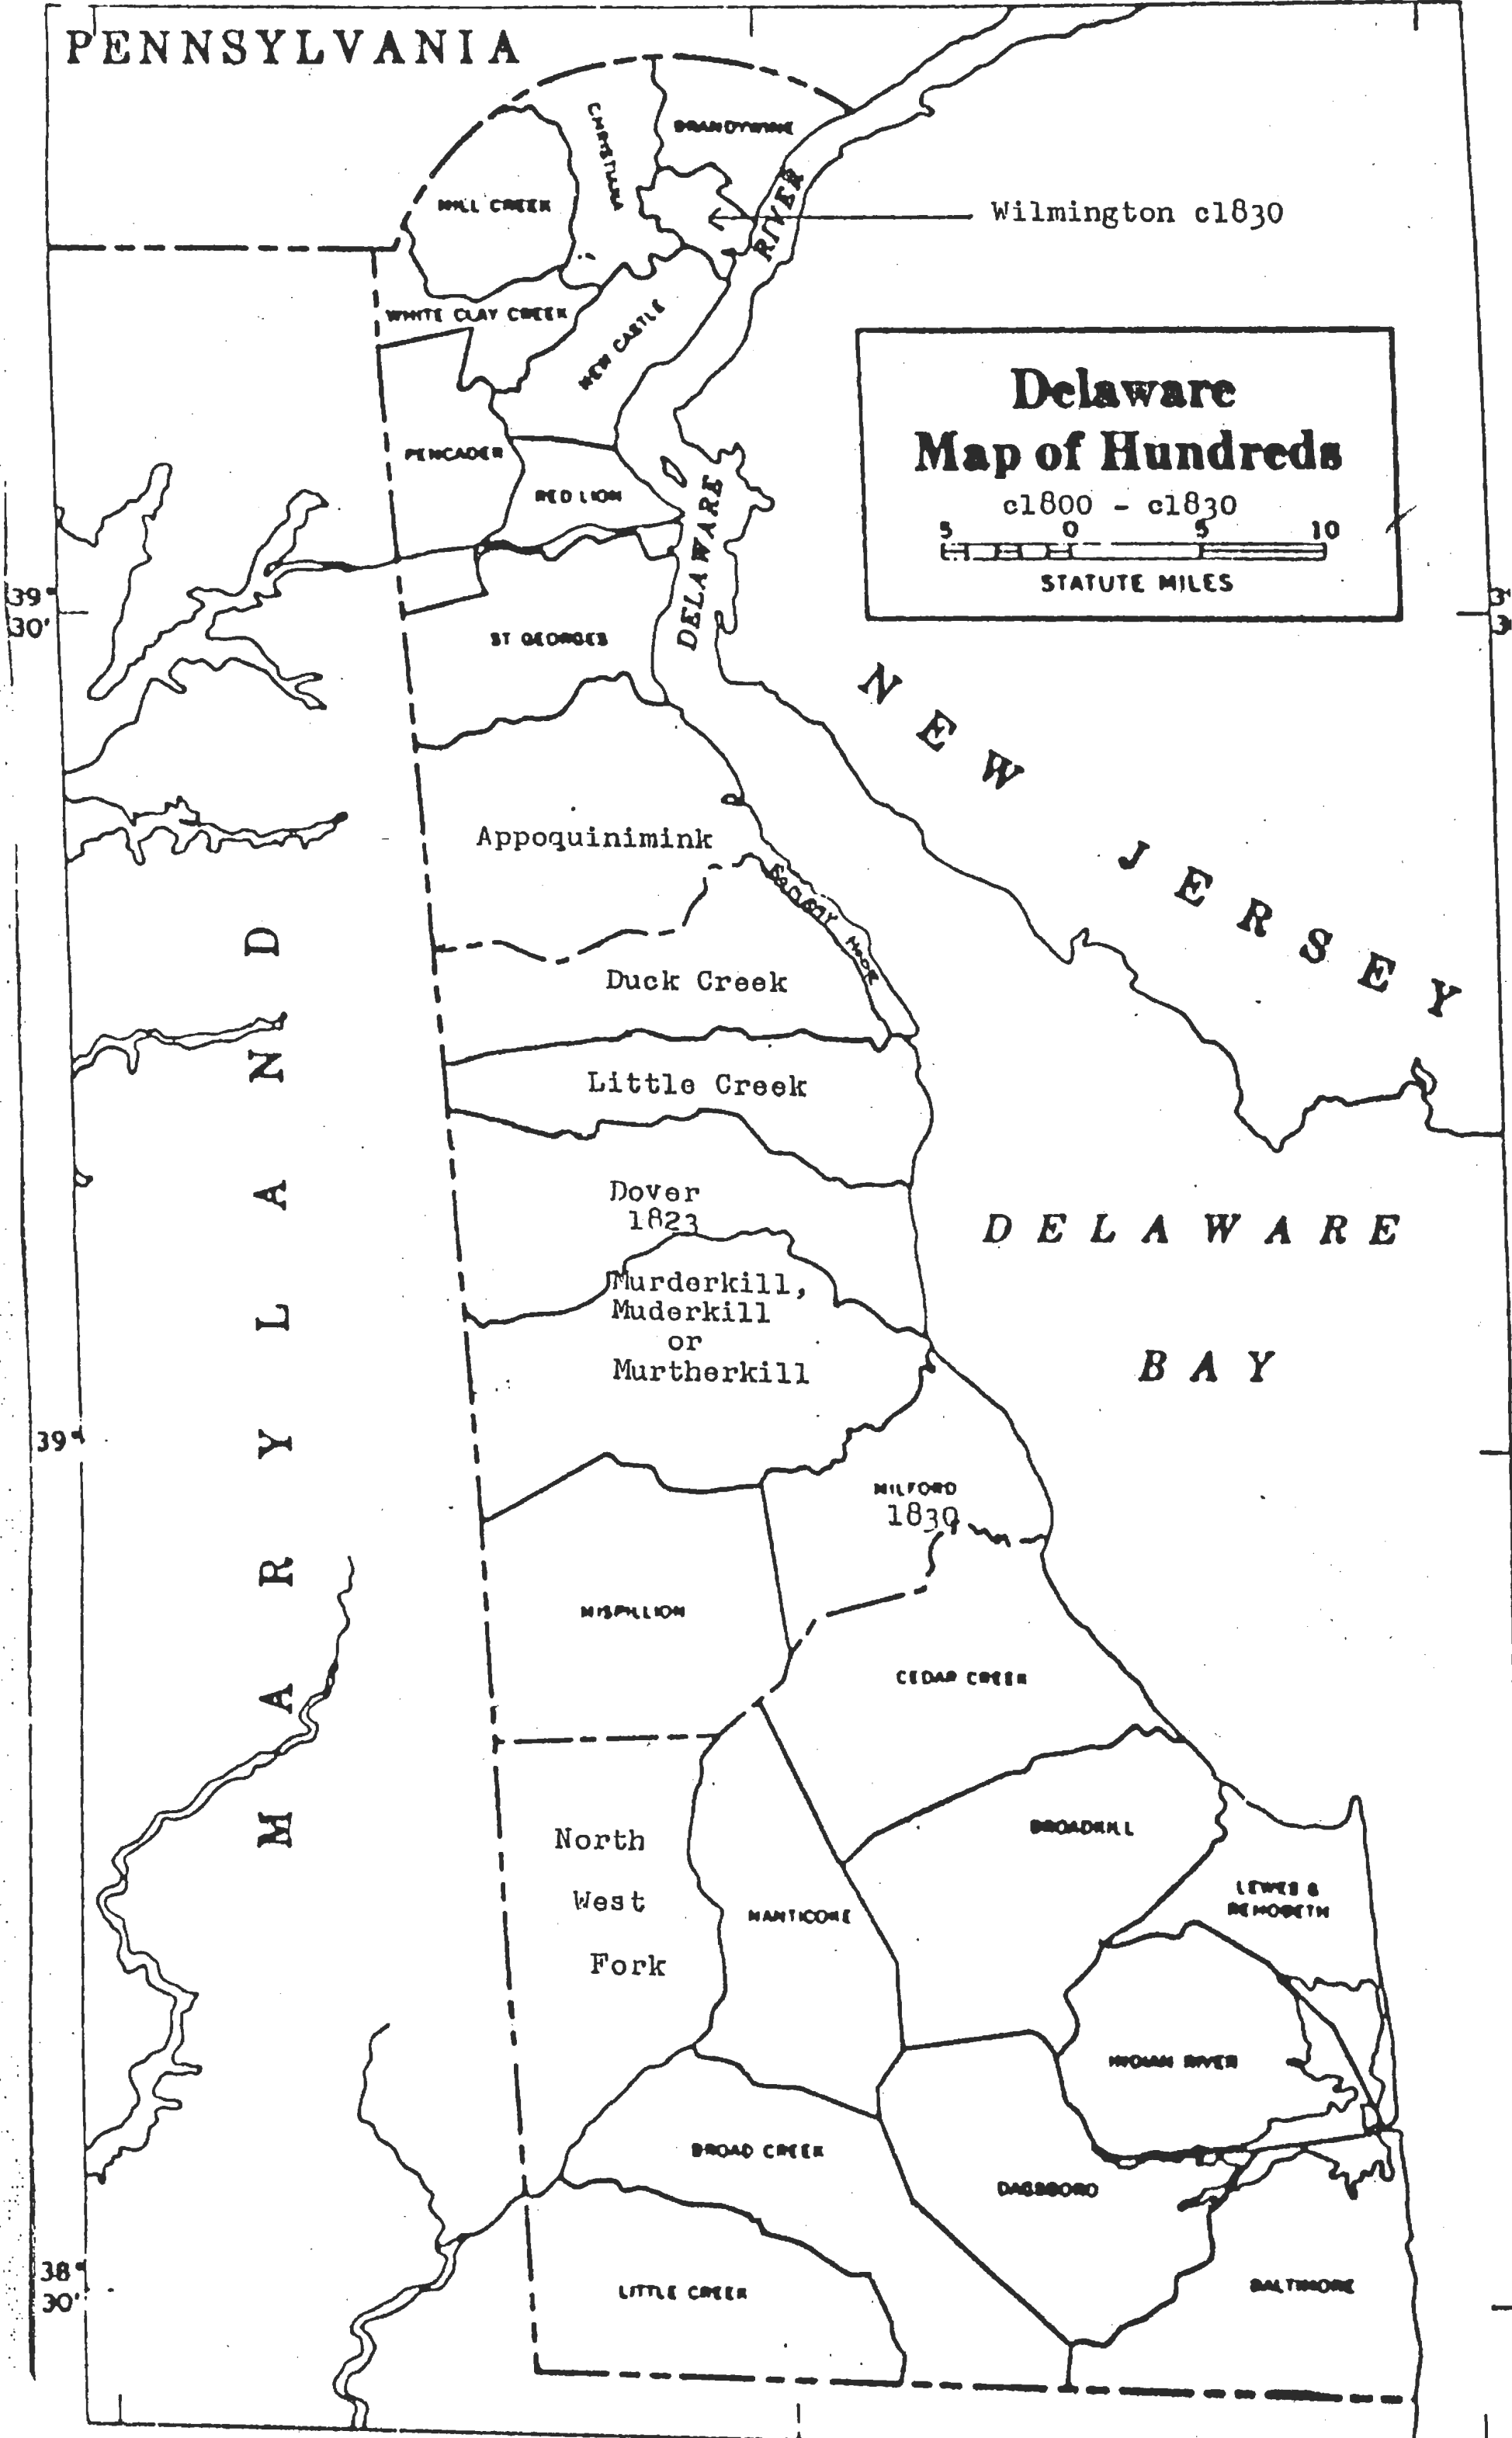 PENNSYLVANIA
CHRISTIANA
BRANDYWINE
MILL CREEK
RIVER
Wilmington c1830
WHITE CLAY CREEK
NEW CASTLE
Delaware
Map of Hundreds
c1800 - c1830
5 0 5 10
STATUTE MILES
PENCADER
RED LION
DELAWARE
39°
30'
ST GEORGES
NEW JERSEY
Appoquinimink
Duck Creek
Little Creek
Dover
1823
DELAWARE
BAY
Murderkill,
Muderkill
or
Murtherkill
MARYLAND
39°
MILFORD
1830
MISPILLION
CEDAR CREEK
North
West
Fork
BROADKILL
NANTICOKE
LEWES &
REHOBETH
INDIAN RIVER
BROAD CREEK
DAGSBORO
38°
30'
LITTLE CREEK
BALTIMORE